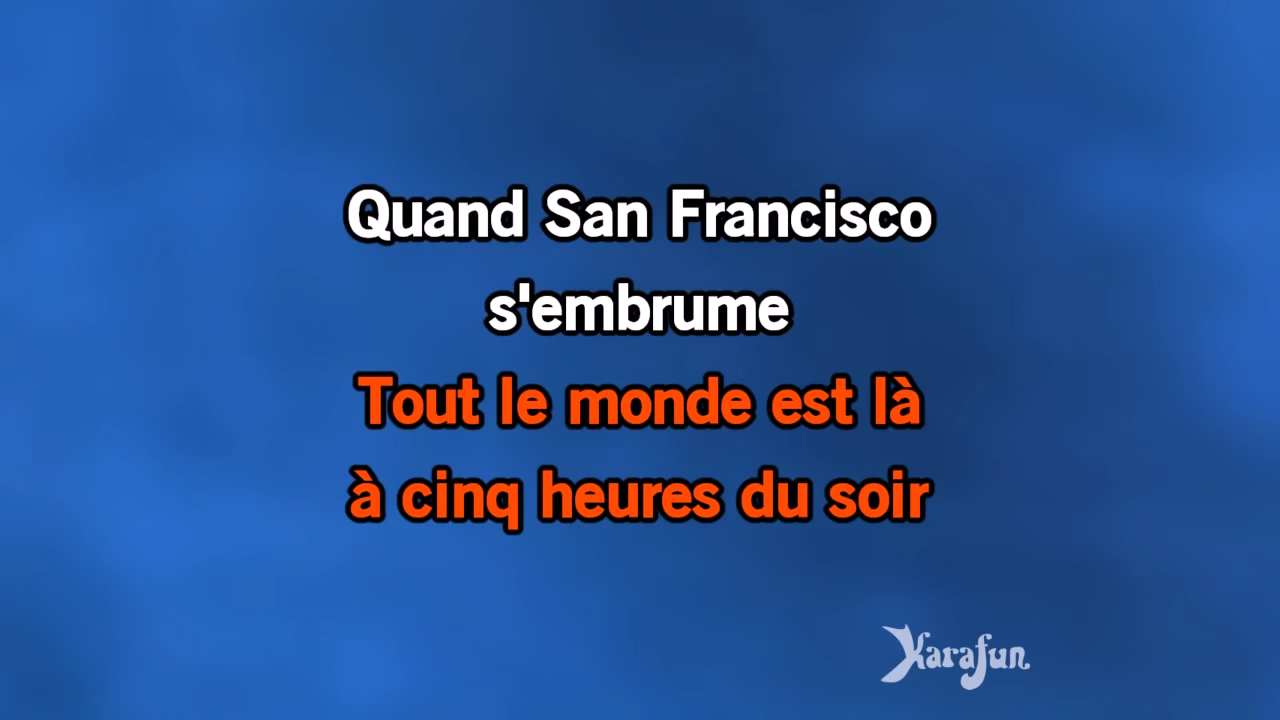 Quand San Francisco
s'embrume
Tout le monde est là
à cinq heures du soir
Karafun